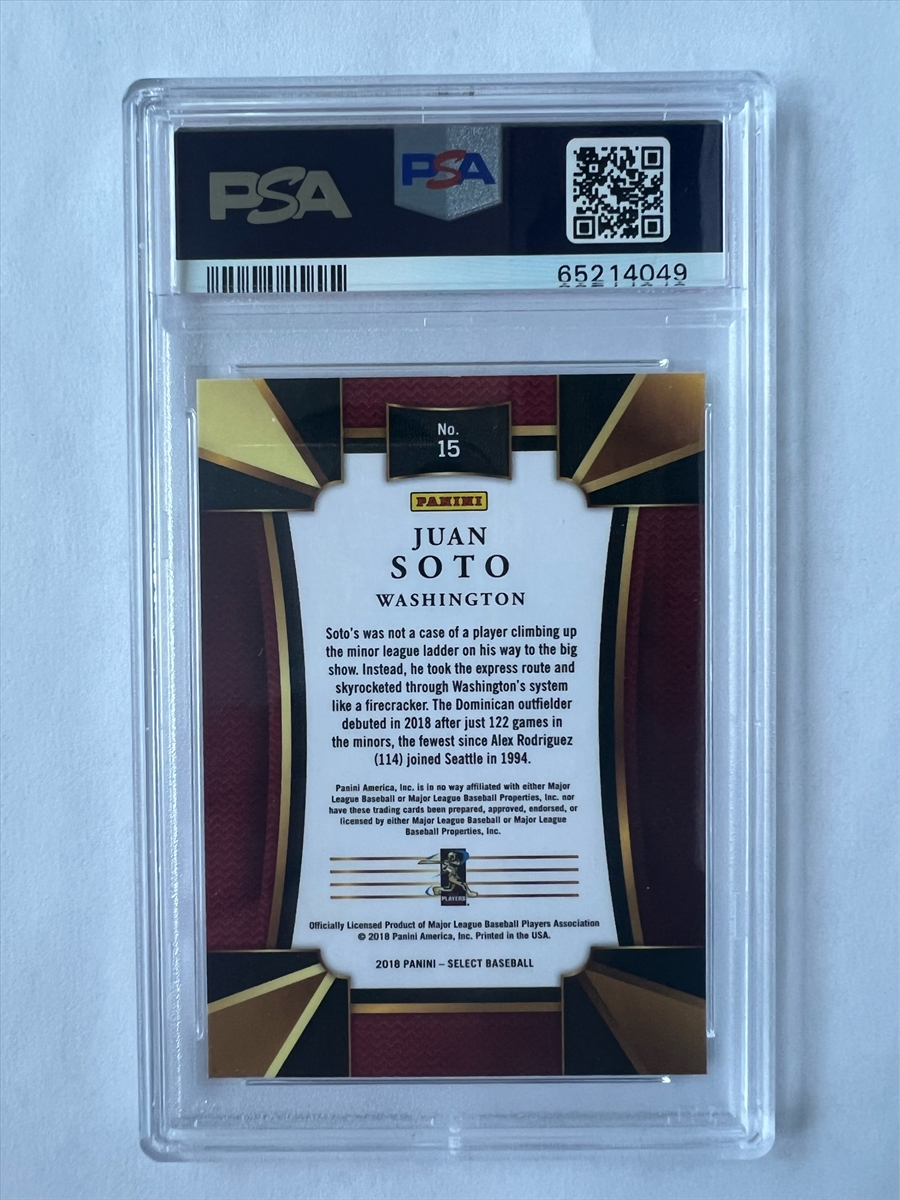 PSA
PSA
65214049
No.
15
PANINI
JUAN
SOTO
WASHINGTON
Soto's was not a case of a player climbing up
the minor league ladder on his way to the big
show. Instead, he took the express route and
skyrocketed through Washington's system
like a firecracker. The Dominican outfielder
debuted in 2018 after just 122 games in
the minors, the fewest since Alex Rodriguez
(114) joined Seattle in 1994.
Panini America, Inc. is in no way affiliated with either Major
League Baseball or Major League Baseball Properties, Inc. nor
have these trading cards been prepared, approved, endorsed, or
licensed by either Major League Baseball or Major League
Baseball Properties, Inc.
PLAYERS
Officially Licensed Product of Major League Baseball Players Association
© 2018 Panini America, Inc. Printed in the USA.
2018 PANINI – SELECT BASEBALL